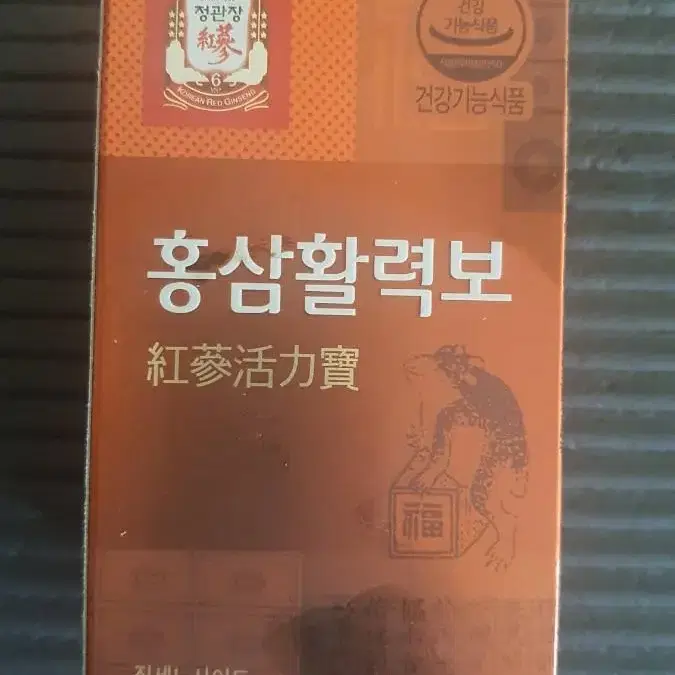 정관장
紅蔘
6
KOREAN RED GINSENG
건강
기능식품
건강기능식품
홍삼활력보
紅蔘活力寶
福